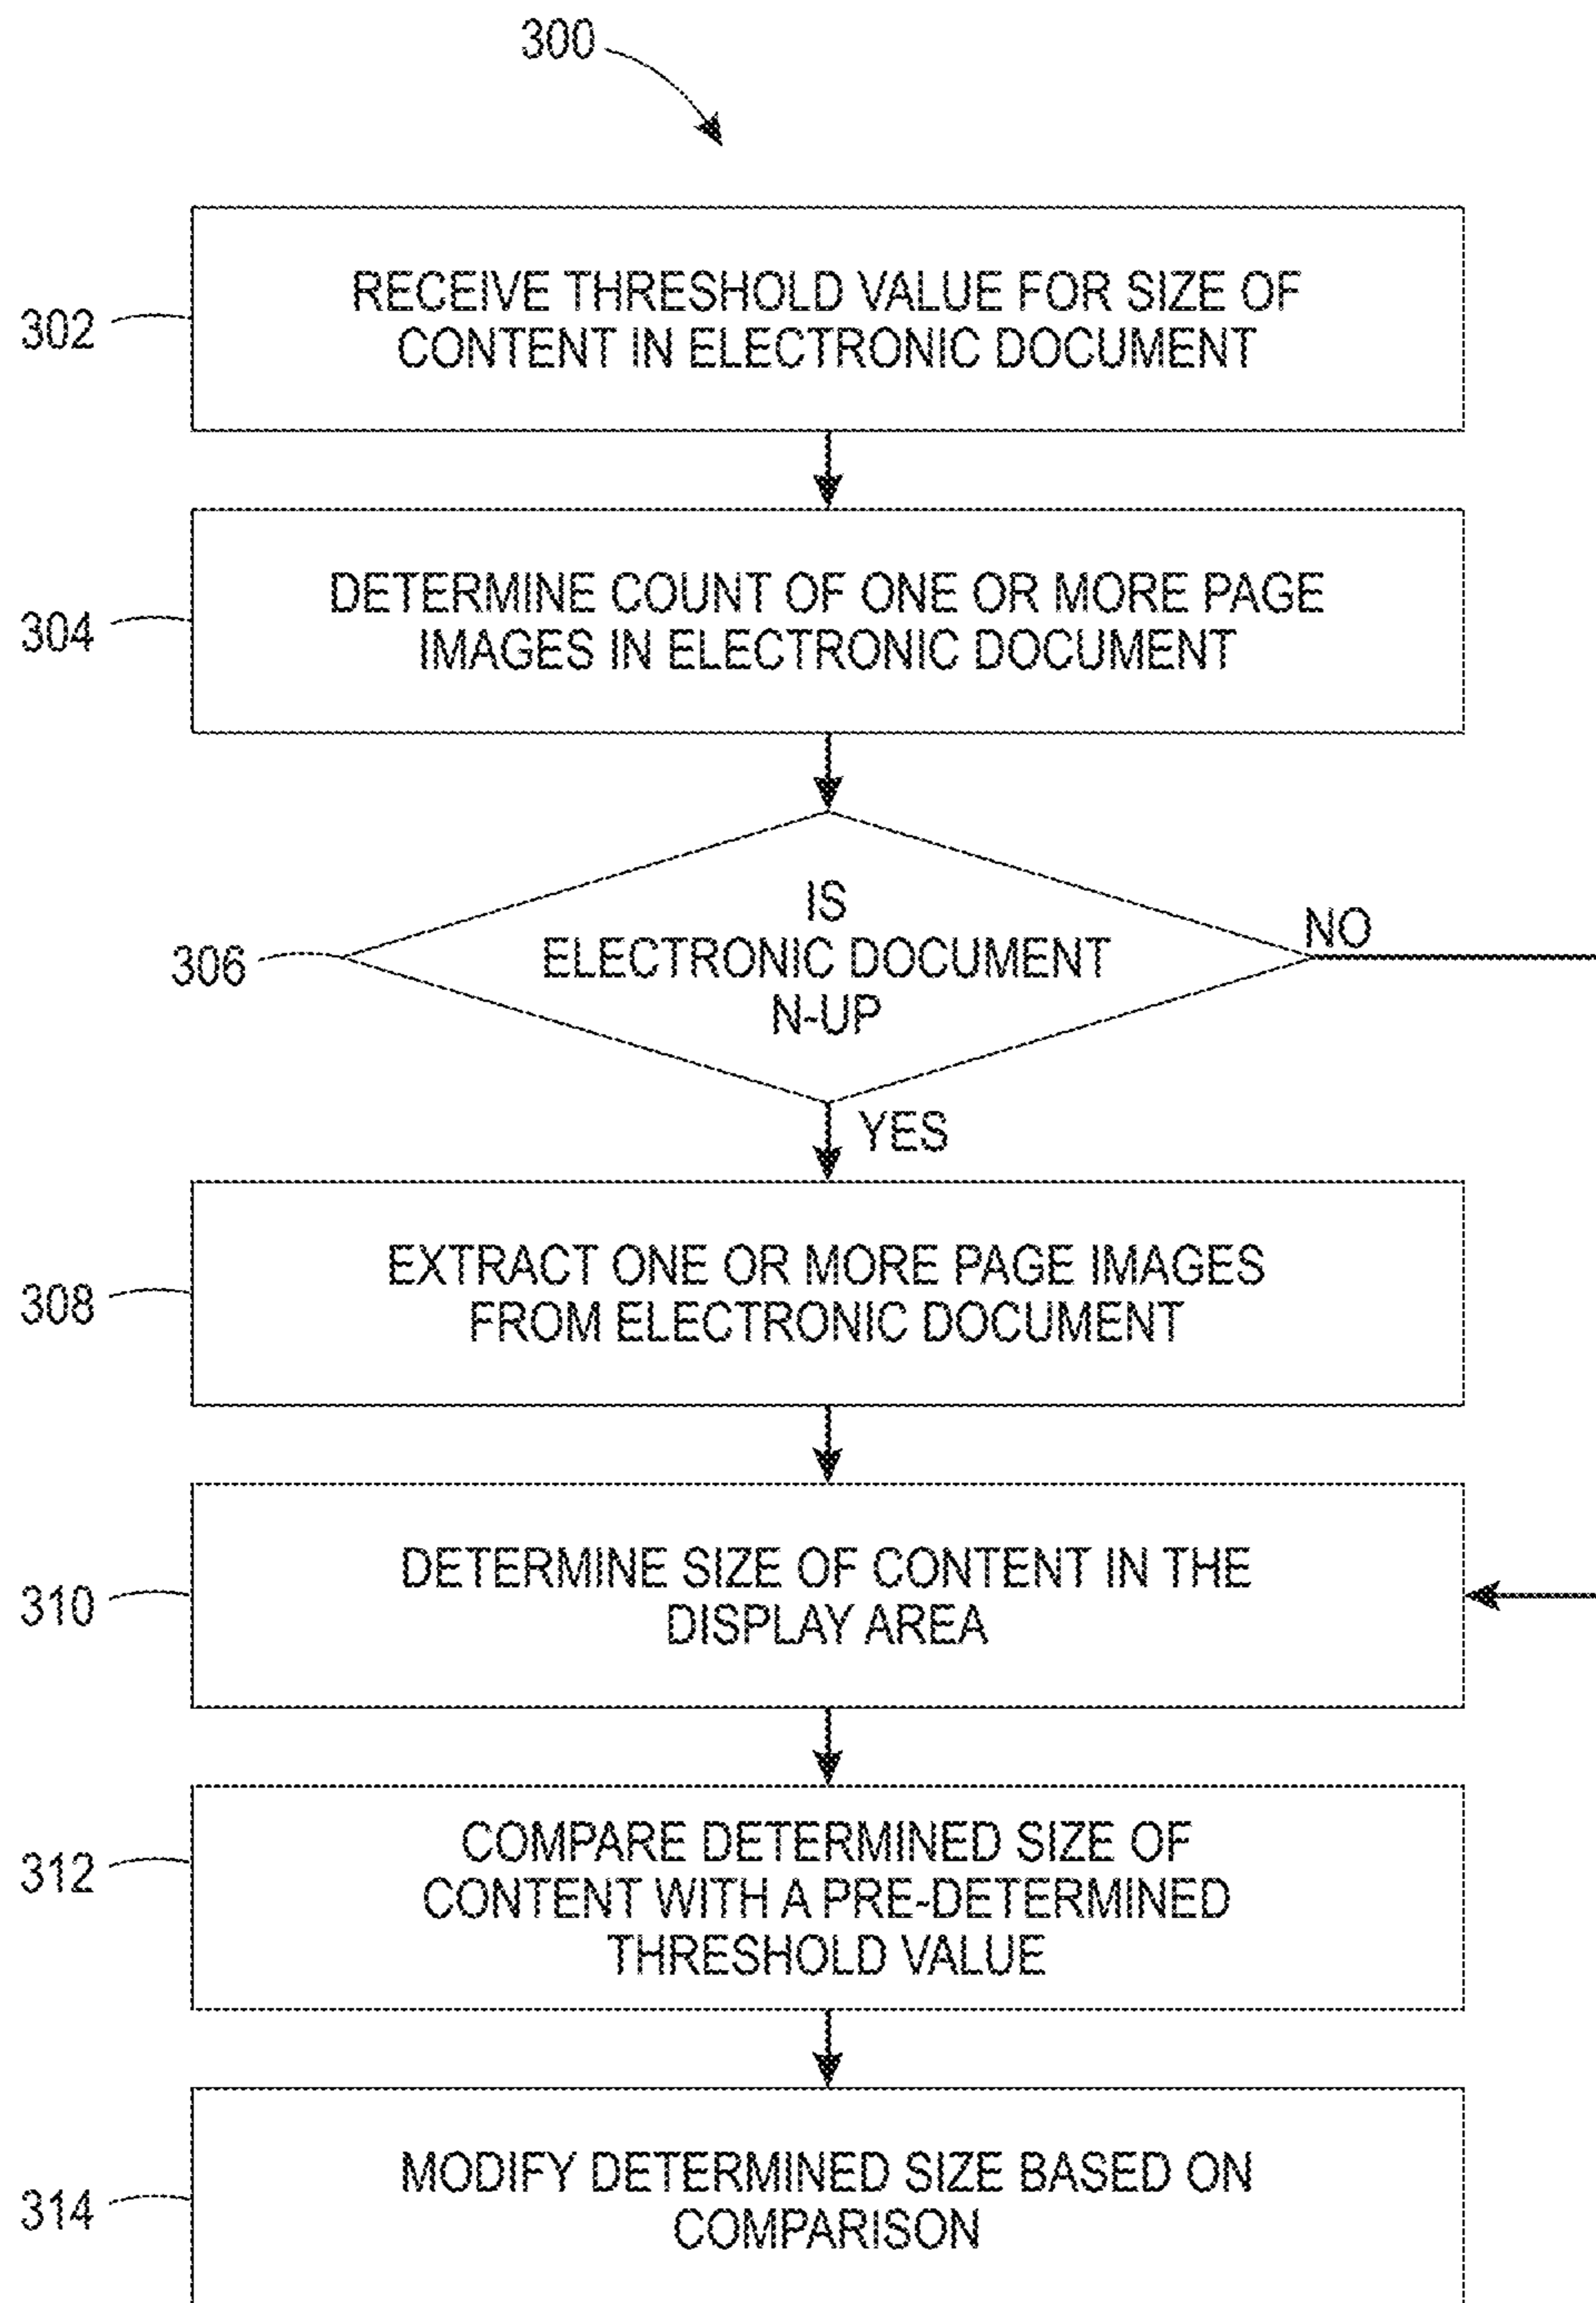 300
302
RECEIVE THRESHOLD VALUE FOR SIZE OF
CONTENT IN ELECTRONIC DOCUMENT
304
DETERMINE COUNT OF ONE OR MORE PAGE
IMAGES IN ELECTRONIC DOCUMENT
306
IS
ELECTRONIC DOCUMENT
N-UP
NO
YES
308
EXTRACT ONE OR MORE PAGE IMAGES
FROM ELECTRONIC DOCUMENT
310
DETERMINE SIZE OF CONTENT IN THE
DISPLAY AREA
312
COMPARE DETERMINED SIZE OF
CONTENT WITH A PRE-DETERMINED
THRESHOLD VALUE
314
MODIFY DETERMINED SIZE BASED ON
COMPARISON